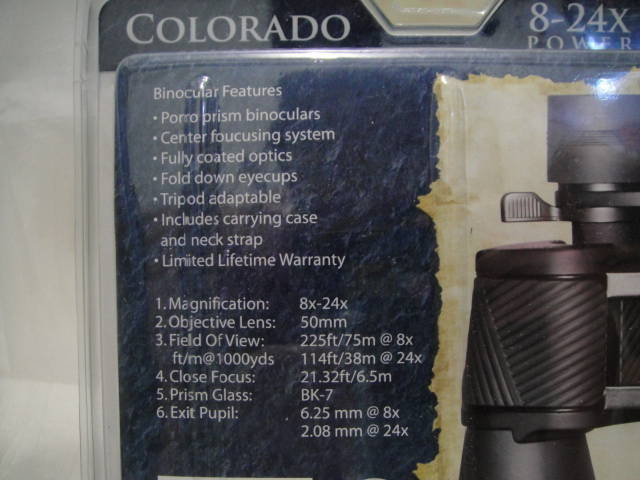 COLORADO
8-24x
POWER
Binocular Features
• Porro prism binoculars
• Center foucusing system
• Fully coated optics
• Fold down eyecups
• Tripod adaptable
• Includes carrying case
and neck strap
• Limited Lifetime Warranty
1. Magnification: 8x-24x
2. Objective Lens: 50mm
3. Field Of View: 225ft/75m @ 8x
ft/m@1000yds 114ft/38m @ 24x
4. Close Focus: 21.32ft/6.5m
5. Prism Glass: BK-7
6. Exit Pupil: 6.25 mm @ 8x
2.08 mm @ 24x